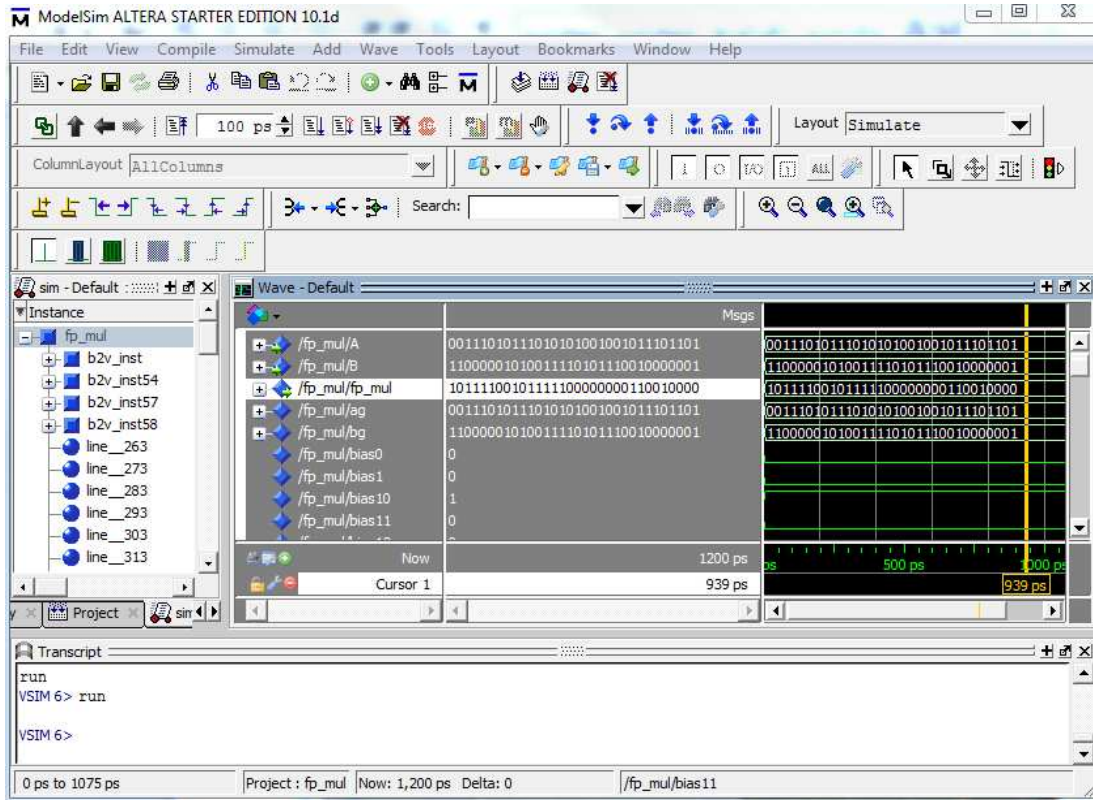 ModelSim ALTERA STARTER EDITION 10.1d
File Edit View Compile Simulate Add Wave Tools Layout Bookmarks Window Help
100 ps
Layout Simulate
ColumnLayout AllColumns
Search:
sim - Default
Instance
fp_mul
b2v_inst
b2v_inst54
b2v_inst57
b2v_inst58
line__263
line__273
line__283
line__293
line__303
line__313
Project
sim
Wave - Default
Msgs
/fp_mul/A 00111010111010101001001011101101 00111010111010101001001011101101
/fp_mul/B 11000001010011110101110010000001 11000001010011110101110010000001
/fp_mul/fp_mul 10111100101111100000000110010000 10111100101111100000000110010000
/fp_mul/ag 00111010111010101001001011101101 00111010111010101001001011101101
/fp_mul/bg 11000001010011110101110010000001 11000001010011110101110010000001
/fp_mul/bias0 0
/fp_mul/bias1 0
/fp_mul/bias10 1
/fp_mul/bias11 0
Now 1200 ps ps 500 ps 1000 ps
Cursor 1 939 ps 939 ps
Transcript
run
VSIM 6> run
VSIM 6>
0 ps to 1075 ps Project : fp_mul Now: 1,200 ps Delta: 0 /fp_mul/bias11